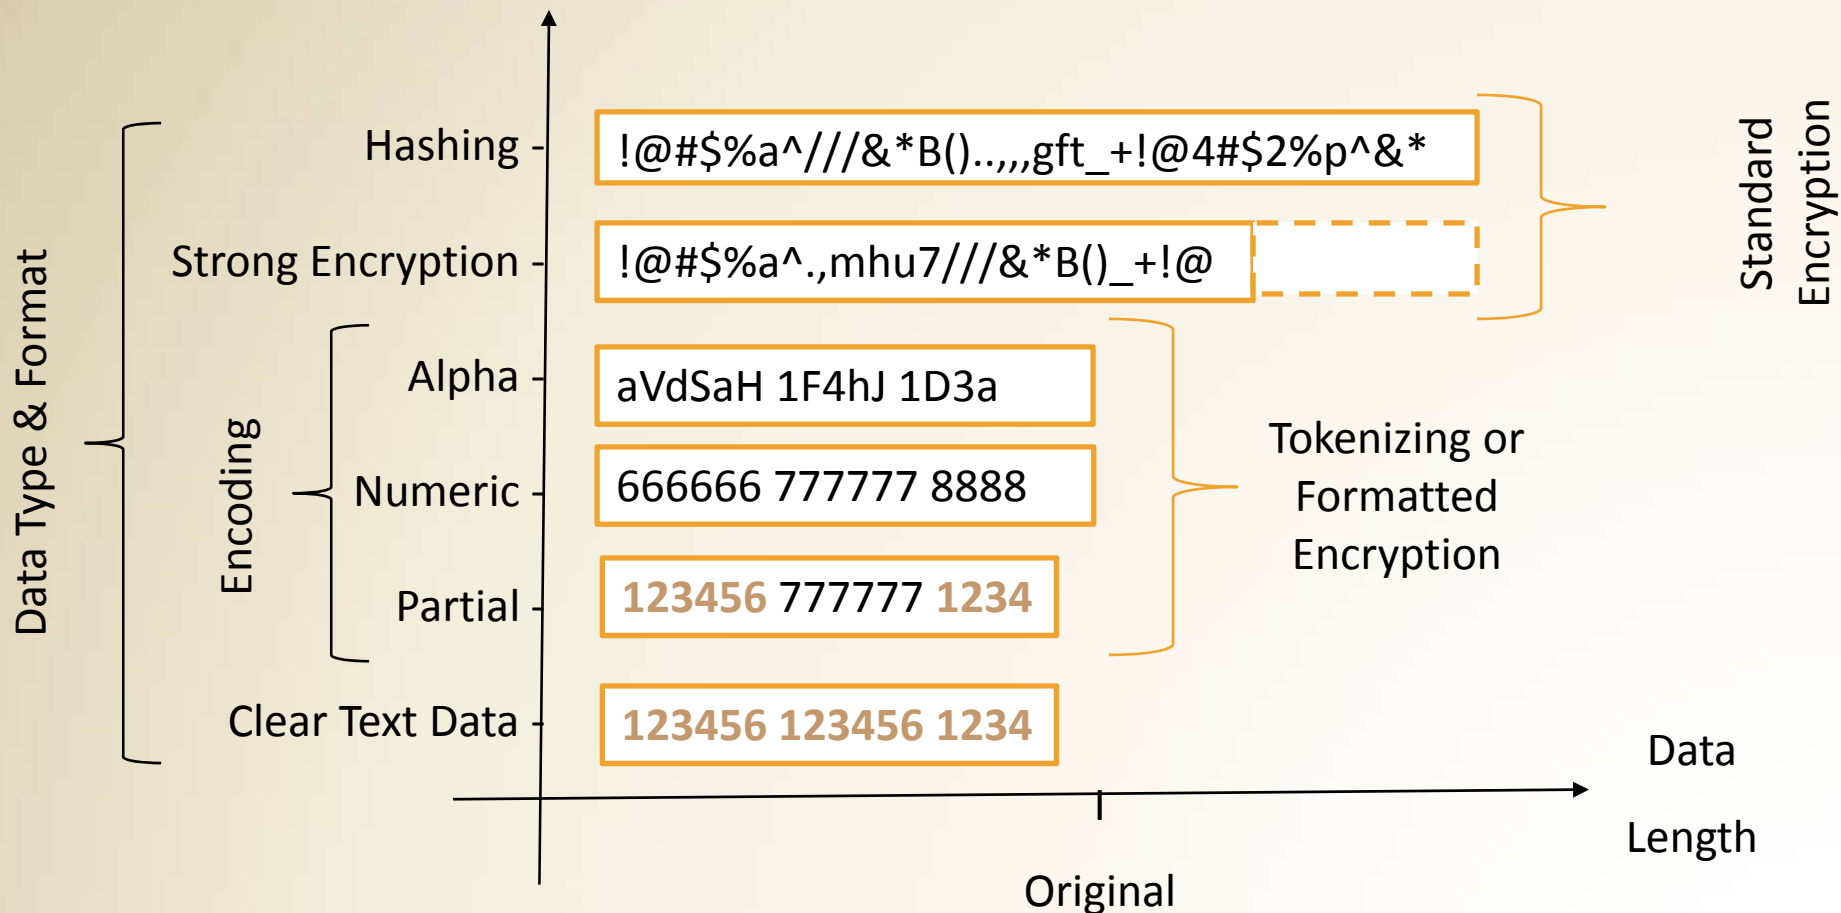 Hashing
!@#$%a^///&*B()..,,,gft_+!@4#$2%p^&*
Standard
Encryption
Strong Encryption
!@#$%a^.,mhu7///&*B()_+!@
Data Type & Format
Encoding
Alpha
aVdSaH 1F4hJ 1D3a
Numeric
666666 777777 8888
Tokenizing or
Formatted
Encryption
Partial
123456 777777 1234
Clear Text Data
123456 123456 1234
Data
Length
Original